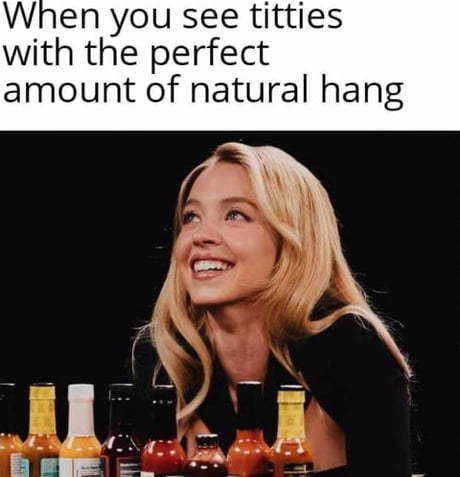 When you see titties
with the perfect
amount of natural hang